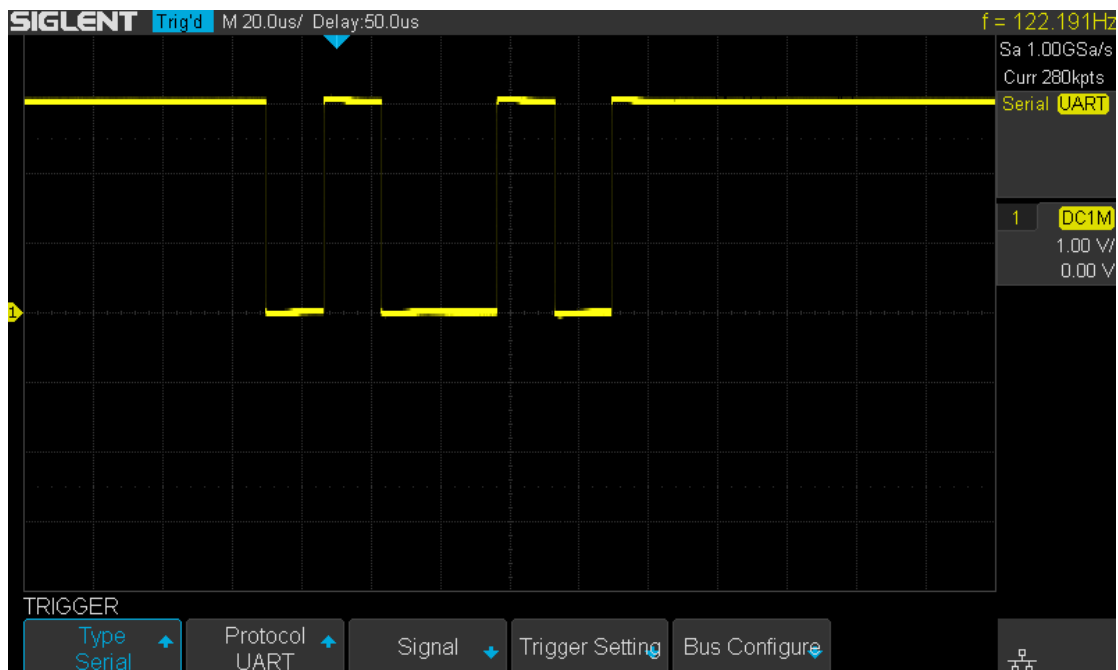 SIGLENT Trig'd M 20.0us/ Delay:50.0us f = 122.191Hz
Sa 1.00GSa/s
Curr 280kpts
Serial UART
1 DC1M
1.00 V/
0.00 V
1
TRIGGER
Type Serial
Protocol UART
Signal
Trigger Setting
Bus Configure